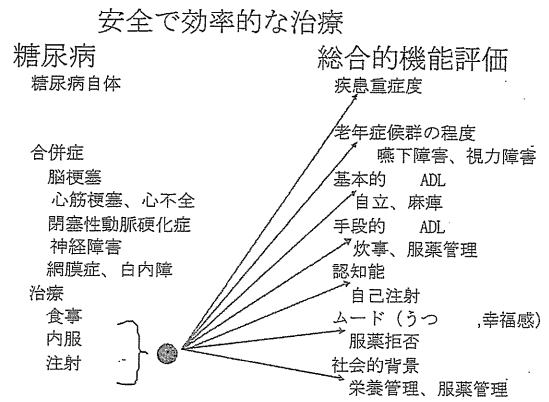 安全で効率的な治療
糖尿病
糖尿病自体
合併症
脳梗塞
心筋梗塞、心不全
閉塞性動脈硬化症
神経障害
網膜症、白内障
治療
食事
内服
注射
総合的機能評価
疾患重症度
老年症候群の程度
嚥下障害、視力障害
基本的 ADL
自立、麻痺
手段的 ADL
炊事、服薬管理
認知能
自己注射
ムード（うつ ,幸福感）
服薬拒否
社会的背景
栄養管理、服薬管理